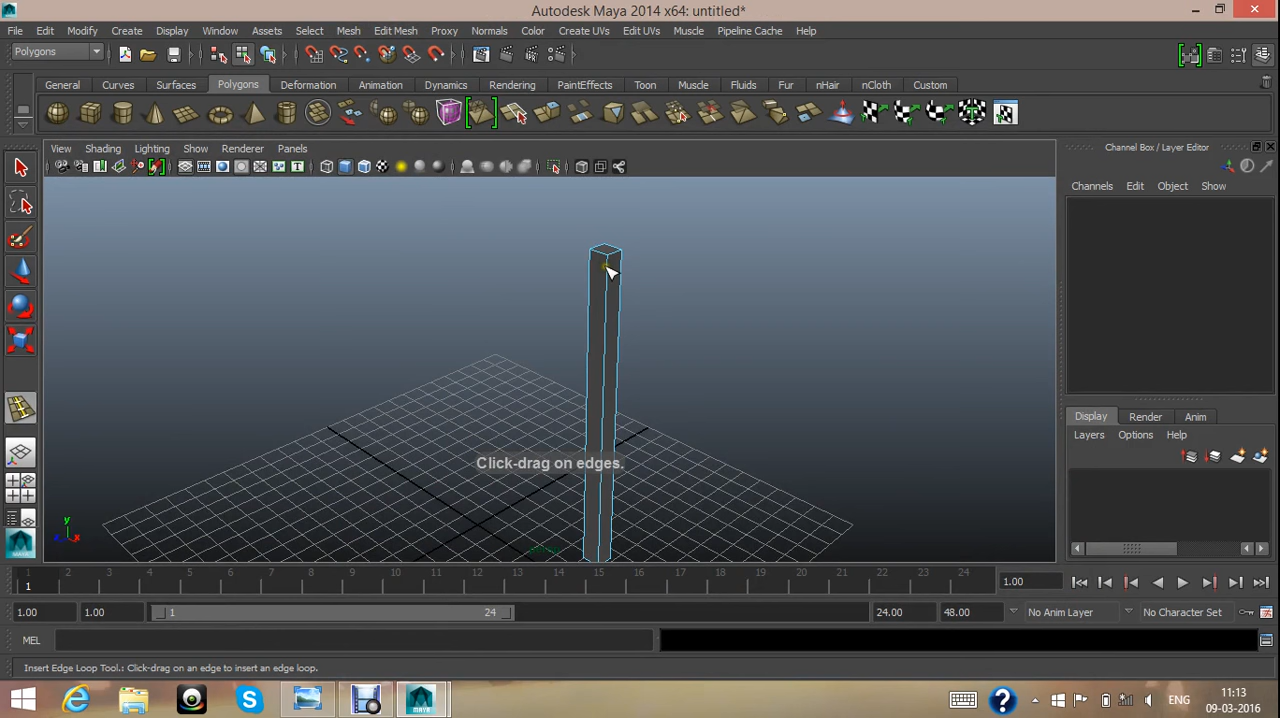 Autodesk Maya 2014 x64: untitled*
File Edit Modify Create Display Window Assets Select Mesh Edit Mesh Proxy Normals Color Create UVs Edit UVs Muscle Pipeline Cache Help
Polygons
General Curves Surfaces Polygons Deformation Animation Dynamics Rendering PaintEffects Toon Muscle Fluids Fur nHair nCloth Custom
View Shading Lighting Show Renderer Panels
Channel Box / Layer Editor
Channels Edit Object Show
Click-drag on edges.
persp
y
x
Display Render Anim
Layers Options Help
1 2 3 4 5 6 7 8 9 10 11 12 13 14 15 16 17 18 19 20 21 22 23 24
1
1.00
1.00 1.00 1 24 24.00 48.00 No Anim Layer No Character Set
MEL
Insert Edge Loop Tool.: Click-drag on an edge to insert an edge loop.
MAYA
ENG
11:13
09-03-2016